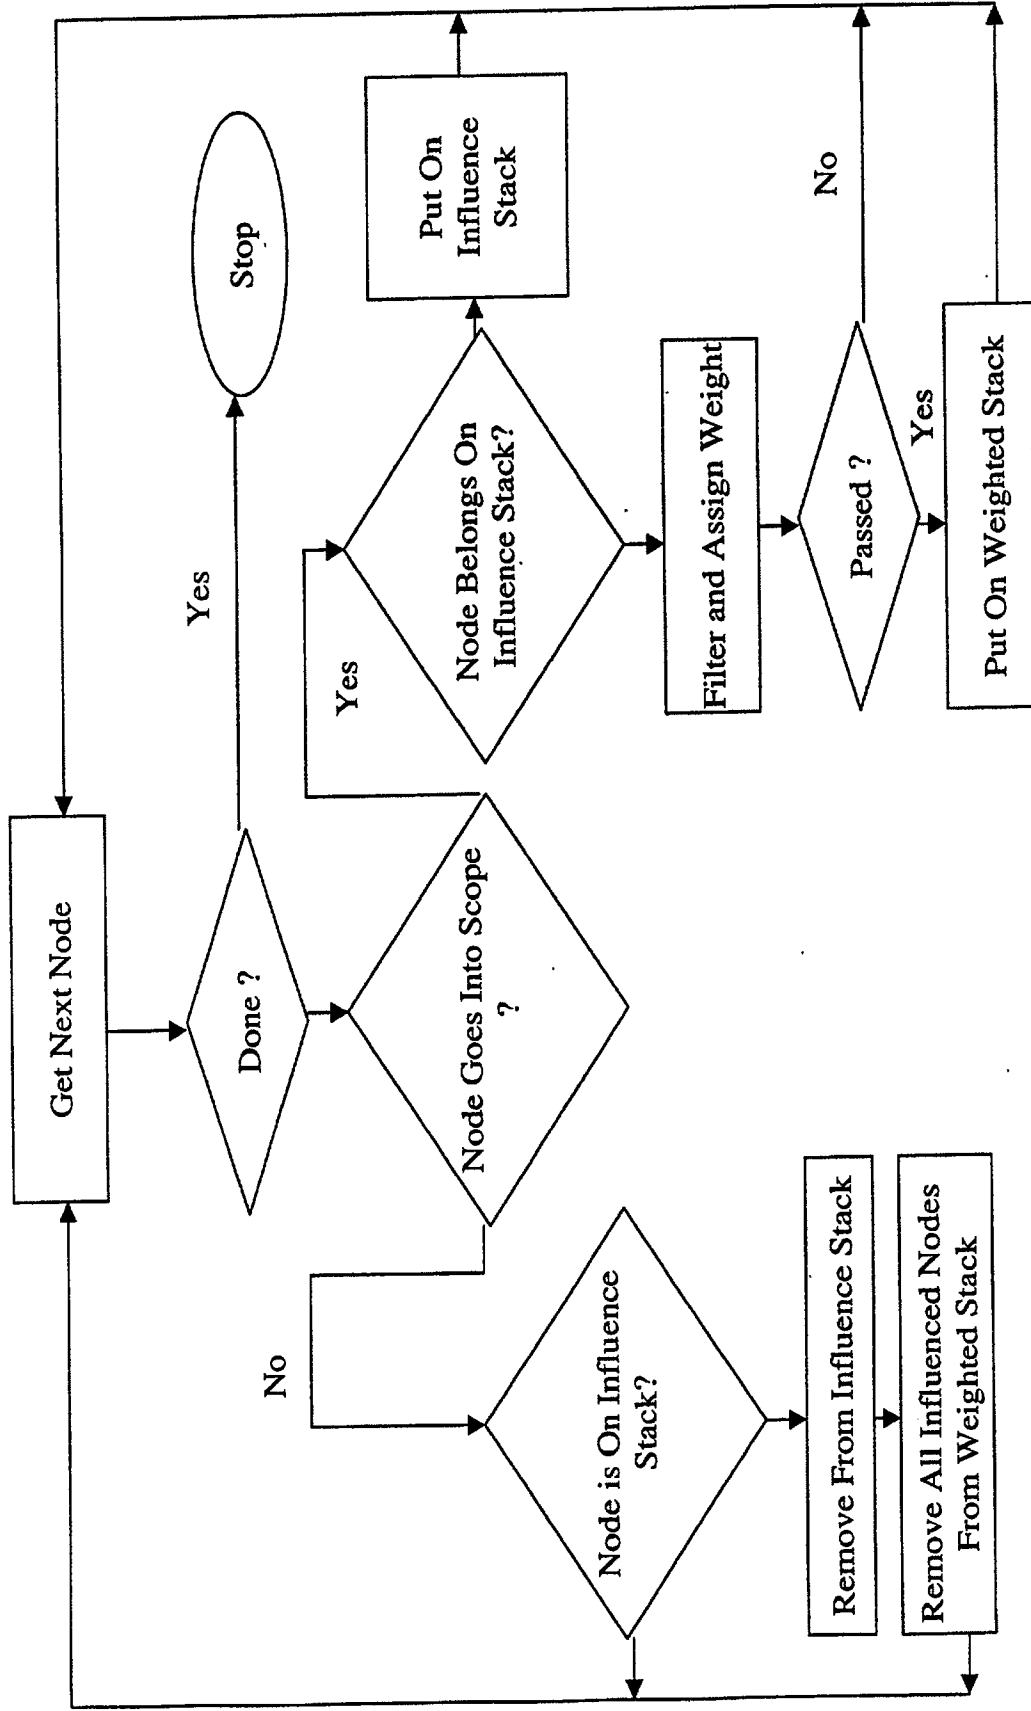 Get Next Node
Done ?
Yes
Stop
Node Goes Into Scope
?
Yes
No
Node Belongs On
Influence Stack?
Put On
Influence
Stack
Filter and Assign Weight
Passed ?
No
Yes
Put On Weighted Stack
Node is On Influence
Stack?
Remove From Influence Stack
Remove All Influenced Nodes
From Weighted Stack